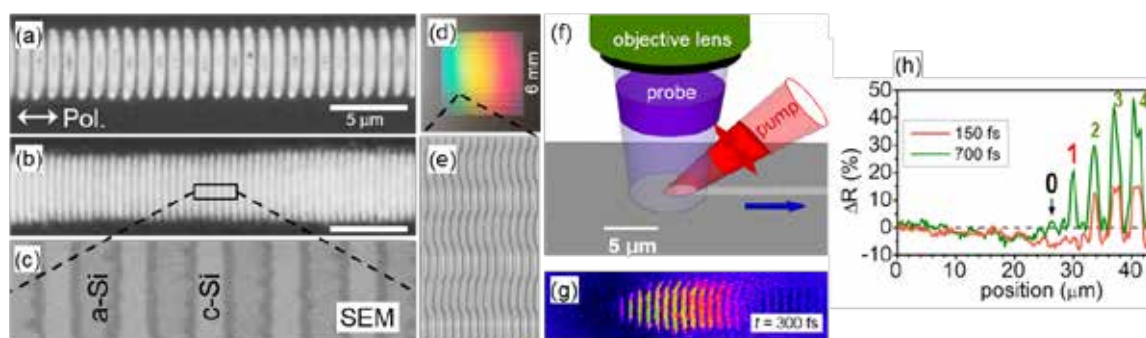 (a)
Pol.
5 μm
(b)
(c)
a-Si
c-Si
SEM
(d)
6 mm
(e)
(f)
objective lens
probe
pump
5 μm
(g)
t = 300 fs
(h)
ΔR (%)
50
40
30
20
10
0
-10
150 fs
700 fs
0
1
2
3
4
0 10 20 30 40
position (μm)